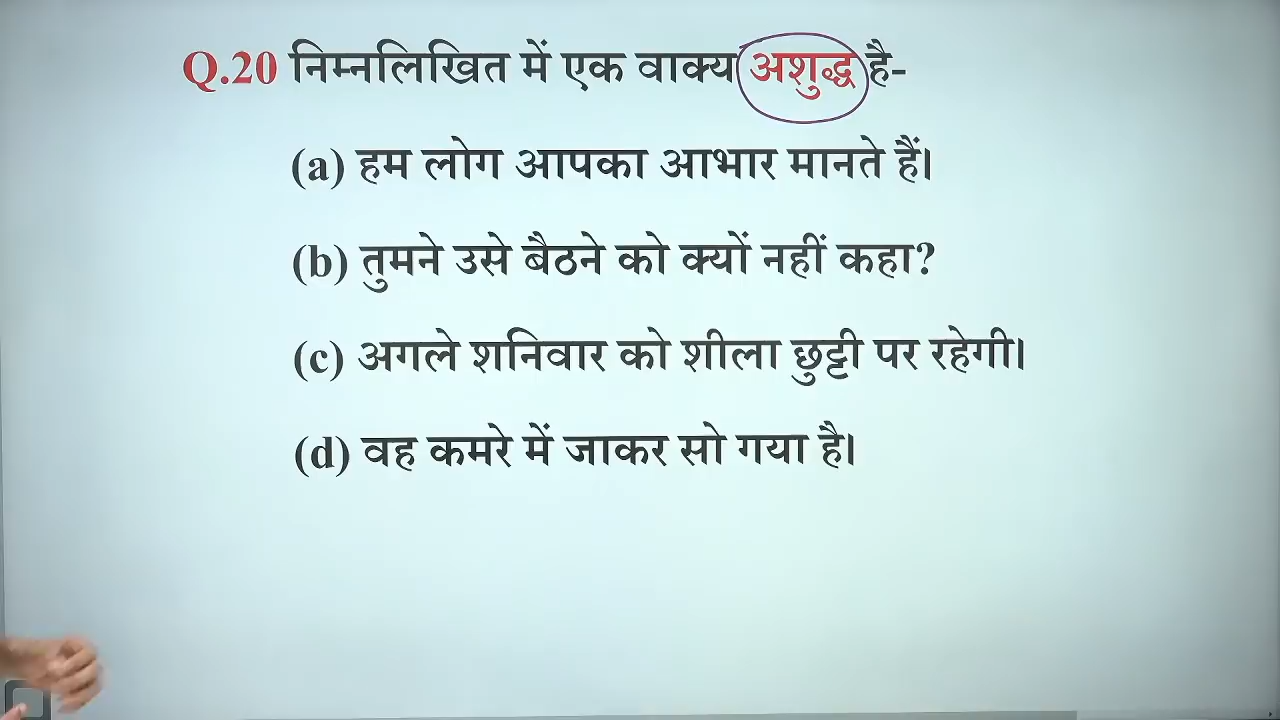 Q.20 निम्नलिखित में एक वाक्य अशुद्ध है-
(a) हम लोग आपका आभार मानते हैं।
(b) तुमने उसे बैठने को क्यों नहीं कहा?
(c) अगले शनिवार को शीला छुट्टी पर रहेगी।
(d) वह कमरे में जाकर सो गया है।